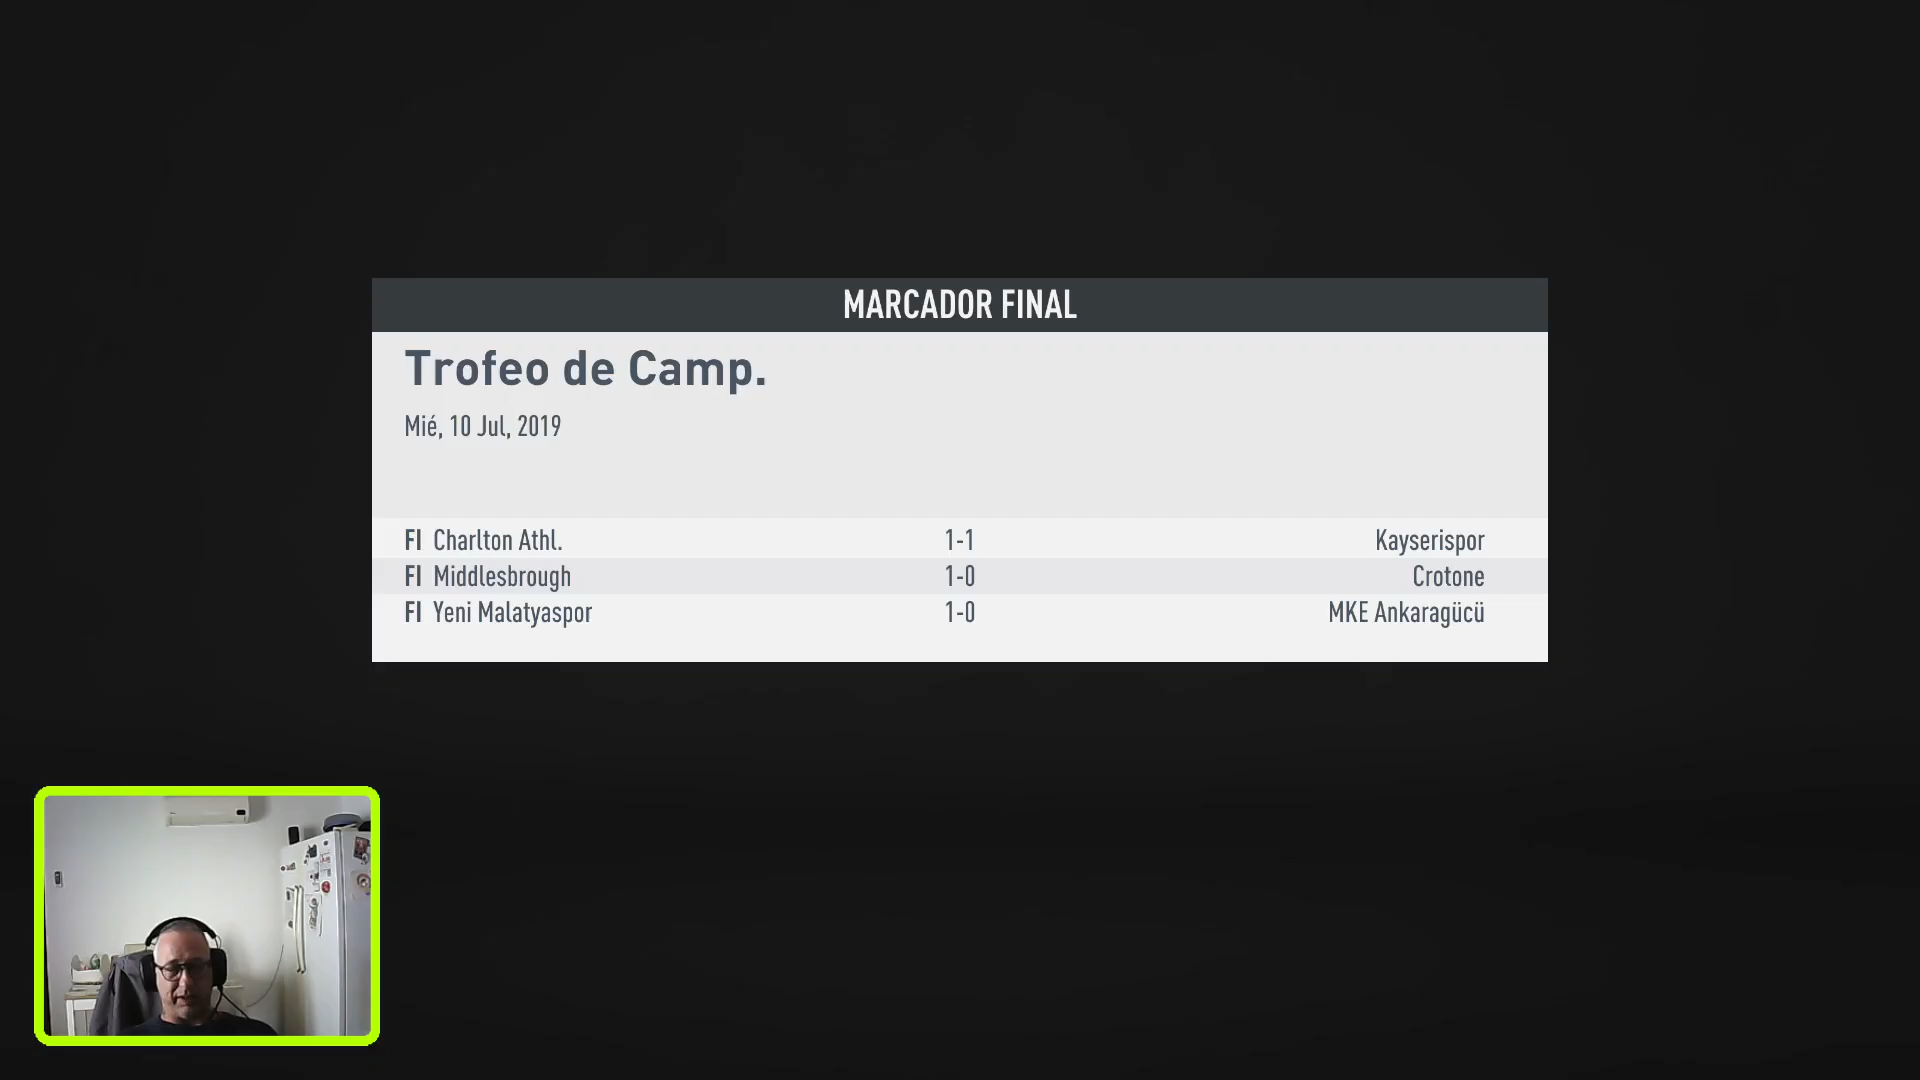 MARCADOR FINAL
Trofeo de Camp.
Mié, 10 Jul, 2019
FI Charlton Athl. 1-1 Kayserispor
FI Middlesbrough 1-0 Crotone
FI Yeni Malatyaspor 1-0 MKE Ankaragücü